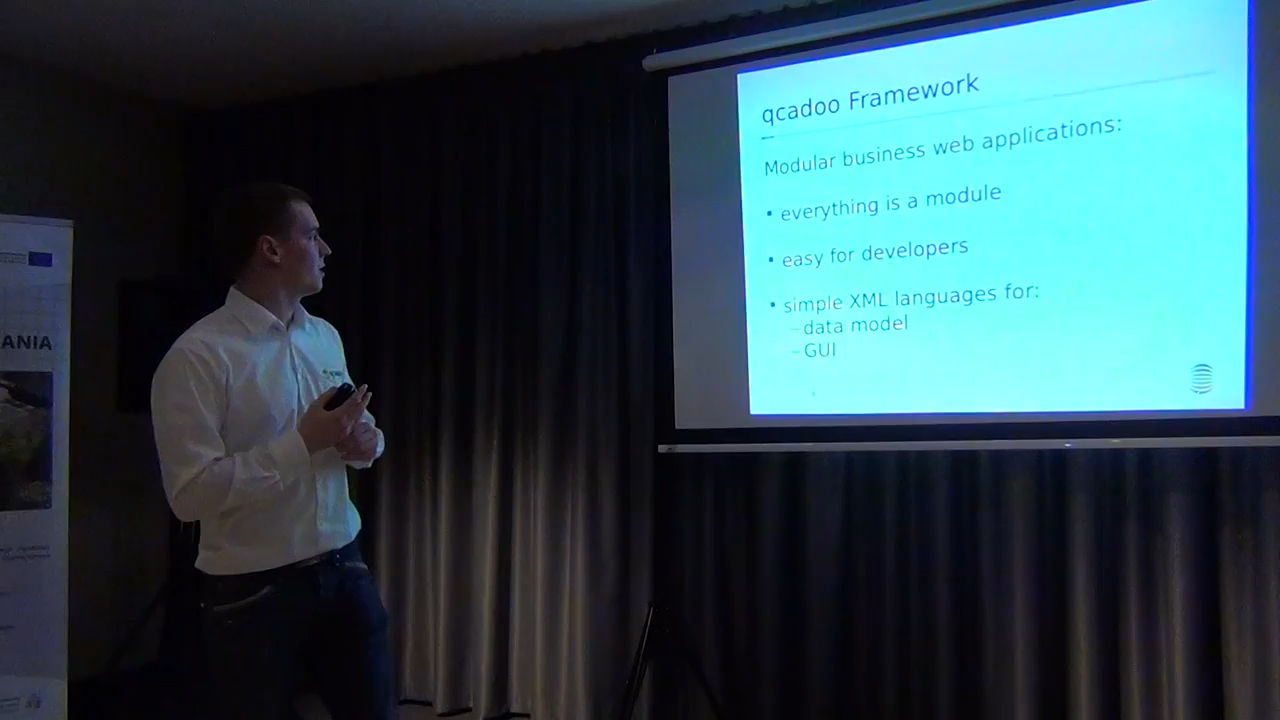 qcadoo Framework
Modular business web applications:
• everything is a module
• easy for developers
• simple XML languages for:
– data model
– GUI
ANIA